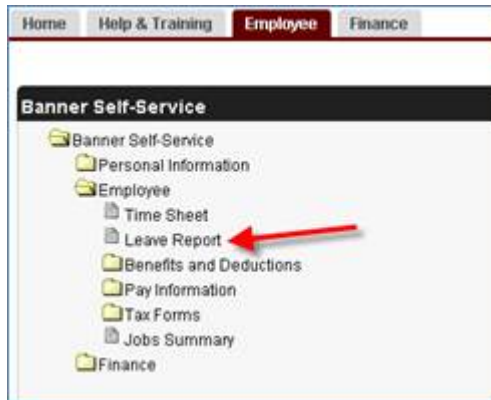 Home Help & Training Employee Finance
Banner Self-Service
Banner Self-Service
Personal Information
Employee
Time Sheet
Leave Report
Benefits and Deductions
Pay Information
Tax Forms
Jobs Summary
Finance